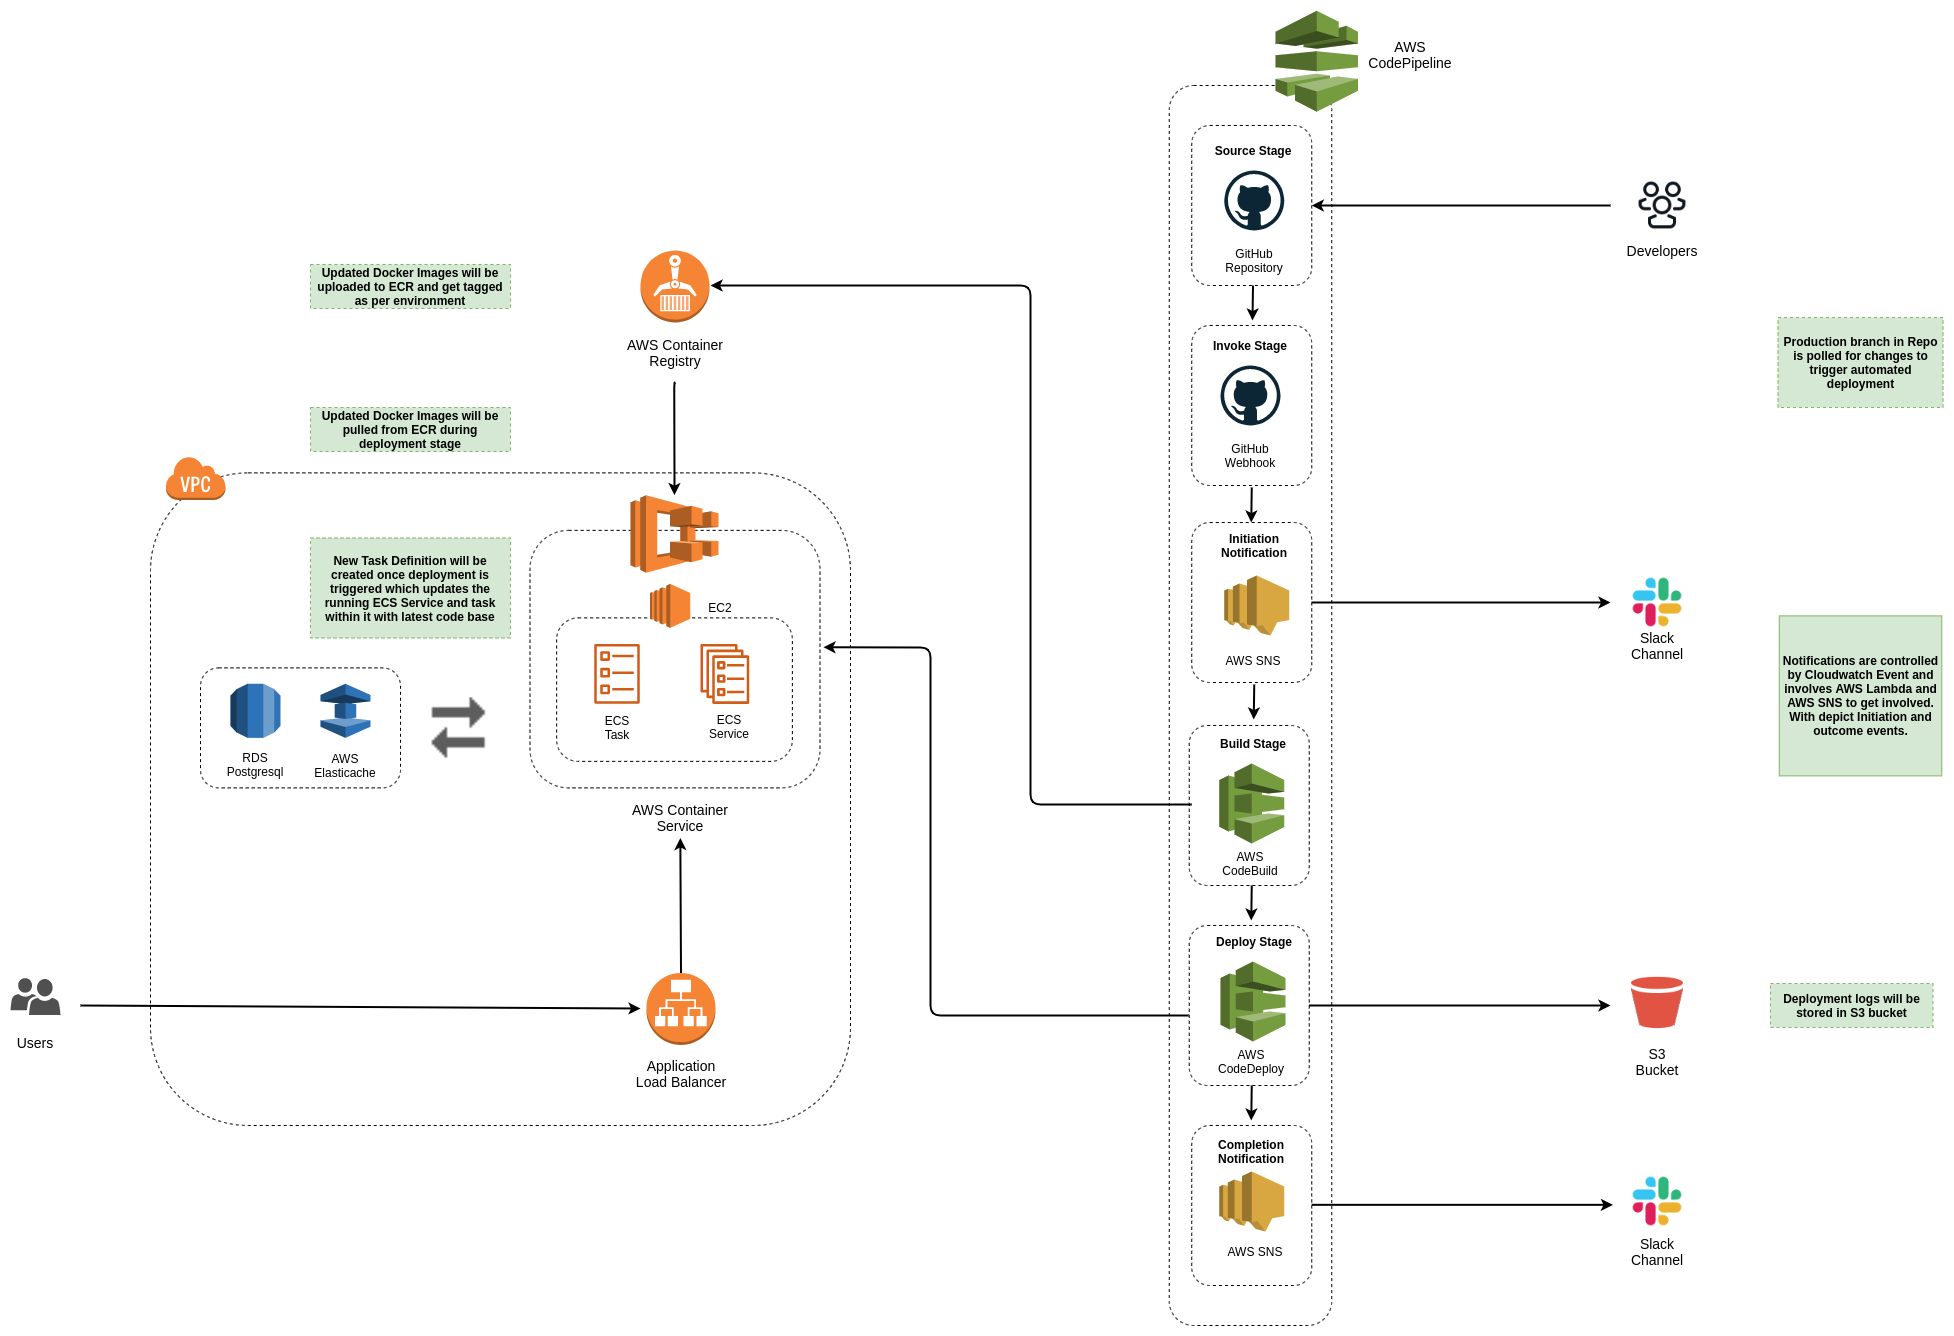 AWS
CodePipeline
Source Stage
GitHub
Repository
Developers
Updated Docker Images will be
uploaded to ECR and get tagged
as per environment
AWS Container
Registry
Invoke Stage
GitHub
Webhook
Production branch in Repo
is polled for changes to
trigger automated
deployment
Updated Docker Images will be
pulled from ECR during
deployment stage
VPC
New Task Definition will be
created once deployment is
triggered which updates the
running ECS Service and task
within it with latest code base
EC2
ECS
Task
ECS
Service
RDS
Postgresql
AWS
Elasticache
AWS Container
Service
Initiation
Notification
AWS SNS
Slack
Channel
Notifications are controlled
by Cloudwatch Event and
involves AWS Lambda and
AWS SNS to get involved.
With depict Initiation and
outcome events.
Build Stage
AWS
CodeBuild
Deploy Stage
AWS
CodeDeploy
S3
Bucket
Deployment logs will be
stored in S3 bucket
Users
Application
Load Balancer
Completion
Notification
AWS SNS
Slack
Channel